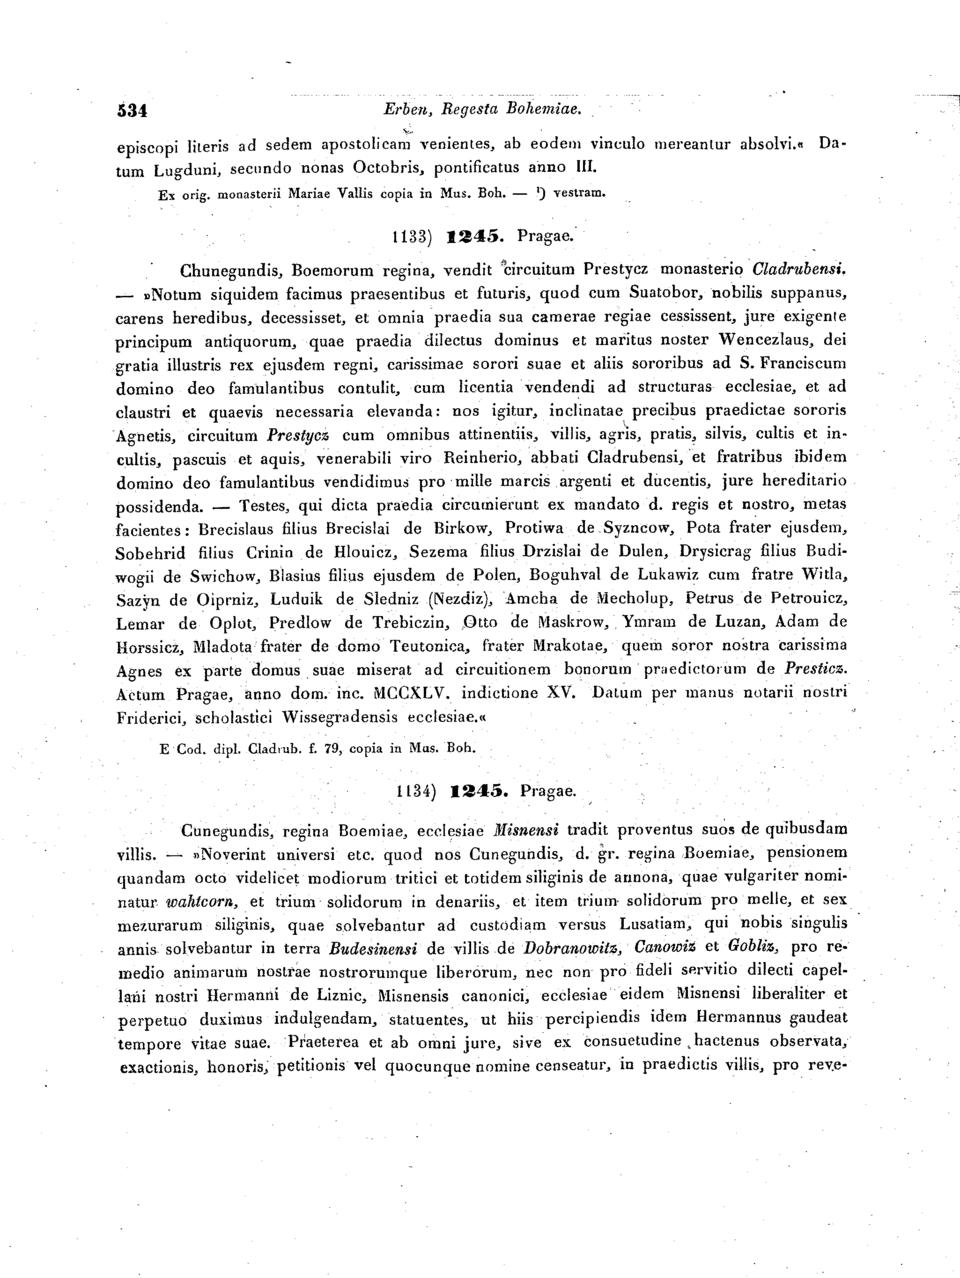 534 Erben, Regesta Bohemiae.
episcopi literis ad sedem apostolicam venientes, ab eodem vinculo mereantur absolvi.« Da-
tum Lugduni, secundo nonas Octobris, pontificatus anno III.
Ex orig. monasterii Mariae Vallis copia in Mus. Boh. — ¹) vestram.
1133) 1245. Pragae.
Chunegundis, Boemorum regina, vendit circuitum Prestycz monasterio Cladrubensi.
— »Notum siquidem facimus praesentibus et futuris, quod cum Suatobor, nobilis suppanus,
carens heredibus, decessisset, et omnia praedia sua camerae regiae cessissent, jure exigente
principum antiquorum, quae praedia dilectus dominus et maritus noster Wencezlaus, dei
gratia illustris rex ejusdem regni, carissimae sorori suae et aliis sororibus ad S. Franciscum
domino deo famulantibus contulit, cum licentia vendendi ad structuras ecclesiae, et ad
claustri et quaevis necessaria elevanda: nos igitur, inclinatae precibus praedictae sororis
Agnetis, circuitum Prestycz cum omnibus attinentiis, villis, agris, pratis, silvis, cultis et in-
cultis, pascuis et aquis, venerabili viro Reinherio, abbati Cladrubensi, et fratribus ibidem
domino deo famulantibus vendidimus pro mille marcis argenti et ducentis, jure hereditario
possidenda. — Testes, qui dicta praedia circumierunt ex mandato d. regis et nostro, metas
facientes: Brecislaus filius Brecislai de Birkow, Protiwa de Syzncow, Pota frater ejusdem,
Sobehrid filius Crinin de Hlouicz, Sezema filius Drzislai de Dulen, Drysicrag filius Budi-
wogii de Swichow, Blasius filius ejusdem de Polen, Boguhval de Lukawiz cum fratre Witla,
Sazyn de Oiprniz, Luduik de Sledniz (Nezdiz), Amcha de Mecholup, Petrus de Petrouicz,
Lemar de Oplot, Predlow de Trebiczin, Otto de Maskrow, Ymram de Luzan, Adam de
Horssicz, Mladota frater de domo Teutonica, frater Mrakotae, quem soror nostra carissima
Agnes ex parte domus suae miserat ad circuitionem bonorum praedictorum de Presticz.
Actum Pragae, anno dom. inc. MCCXLV. indictione XV. Datum per manus notarii nostri
Friderici, scholastici Wissegradensis ecclesiae.«
E Cod. dipl. Cladrub. f. 79, copia in Mus. Boh.
1134) 1245. Pragae.
Cunegundis, regina Boemiae, ecclesiae Misnensi tradit proventus suos de quibusdam
villis. — »Noverint universi etc. quod nos Cunegundis, d. gr. regina Boemiae, pensionem
quandam octo videlicet modiorum tritici et totidem siliginis de annona, quae vulgariter nomi-
natur wahtcorn, et trium solidorum in denariis, et item trium solidorum pro melle, et sex
mezurarum siliginis, quae solvebantur ad custodiam versus Lusatiam, qui nobis singulis
annis solvebantur in terra Budesinensi de villis de Dobranowitz, Canowiz et Gobliz, pro re-
medio animarum nostrae nostrorumque liberorum, nec non pro fideli servitio dilecti capel-
lani nostri Hermanni de Liznic, Misnensis canonici, ecclesiae eidem Misnensi liberaliter et
perpetuo duximus indulgendam, statuentes, ut hiis percipiendis idem Hermannus gaudeat
tempore vitae suae. Praeterea et ab omni jure, sive ex consuetudine hactenus observata,
exactionis, honoris, petitionis vel quocunque nomine censeatur, in praedictis villis, pro reve-